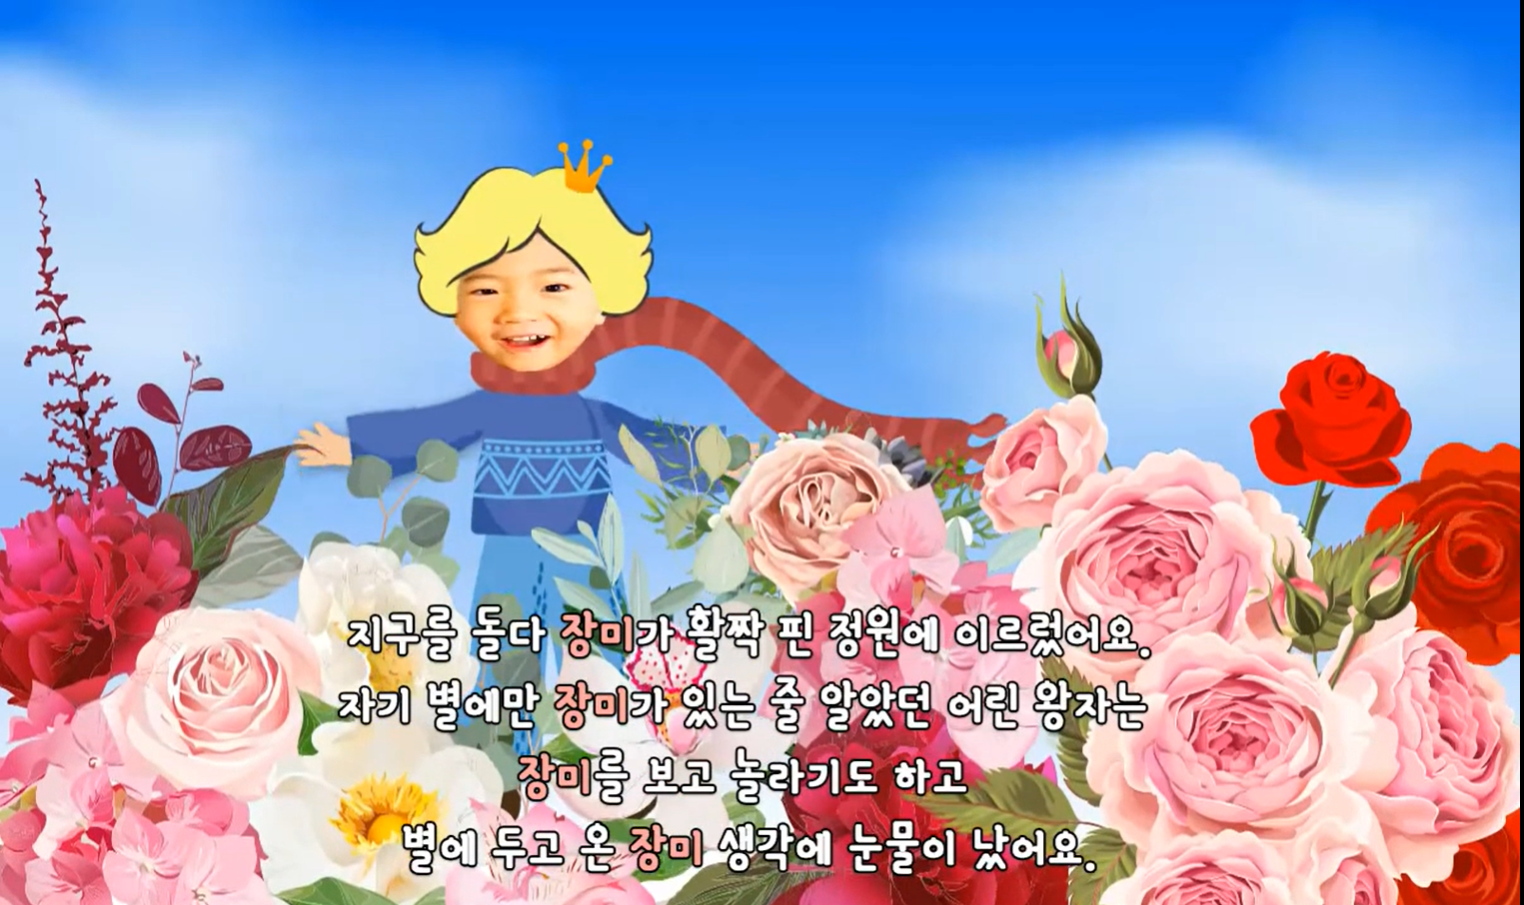 지구를 돌다 장미가 활짝 핀 정원에 이르렀어요.
자기 별에만 장미가 있는 줄 알았던 어린 왕자는
장미를 보고 놀라기도 하고
별에 두고 온 장미 생각에 눈물이 났어요.